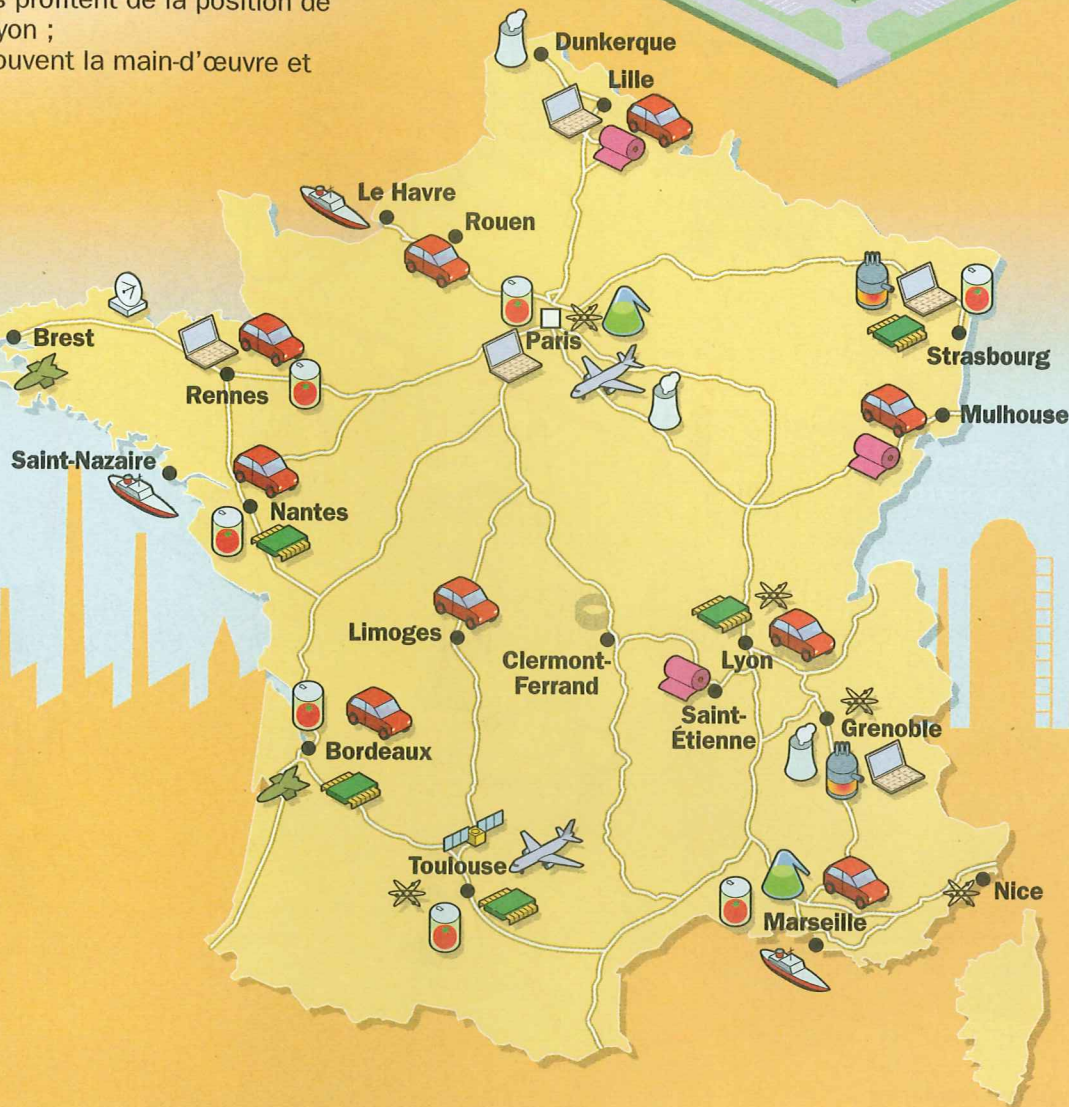 s profitent de la position de
yon ;
ouvent la main-d'œuvre et
Dunkerque
Lille
Le Havre
Rouen
Paris
Strasbourg
Brest
Rennes
Mulhouse
Saint-Nazaire
Nantes
Limoges
Clermont-
Ferrand
Lyon
Saint-
Étienne
Grenoble
Bordeaux
Toulouse
Nice
Marseille